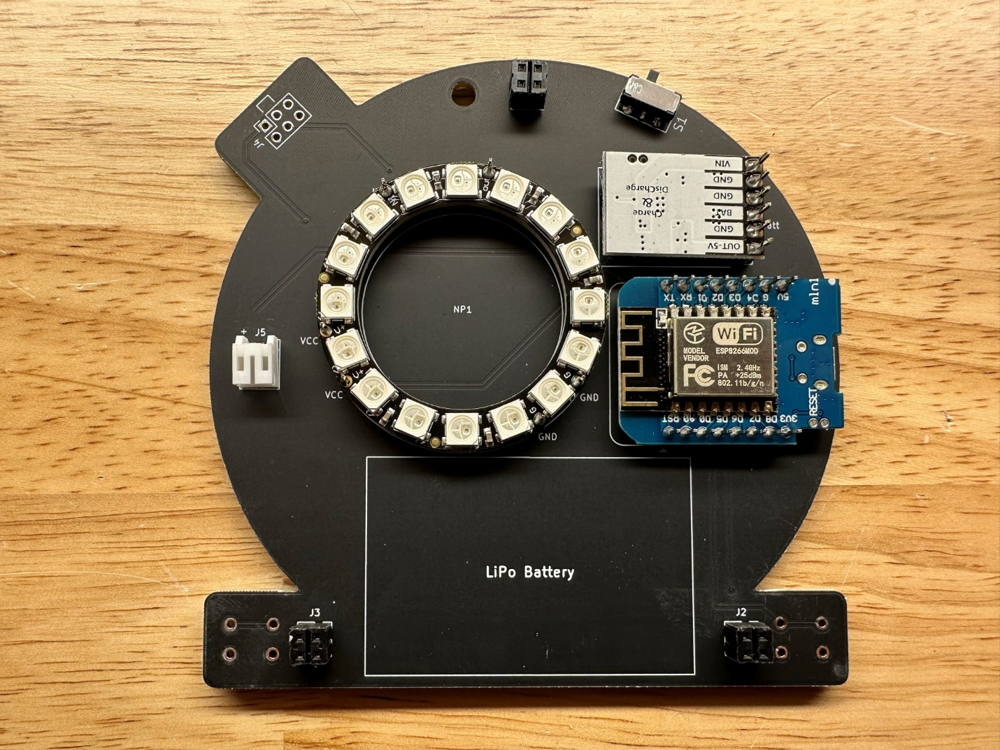 J4
C&K
S1
VIN
GND
GND
BAT
GND
OUT-5V
Charge
&
DisCharge
att
IN
Out
NP1
+ J5
VCC
V+
VCC
V+
G
GND
G
GND
TX RX D1 D2 D3 D4 G 5V
mini
WiFi
MODEL
VENDOR
ESP8266MOD
FC
ISM 2.4GHz
PA +25dBm
802.11b/g/n
RST A0 D0 D5 D6 D7 D8 3V3
RESET
LiPo Battery
J3
J2